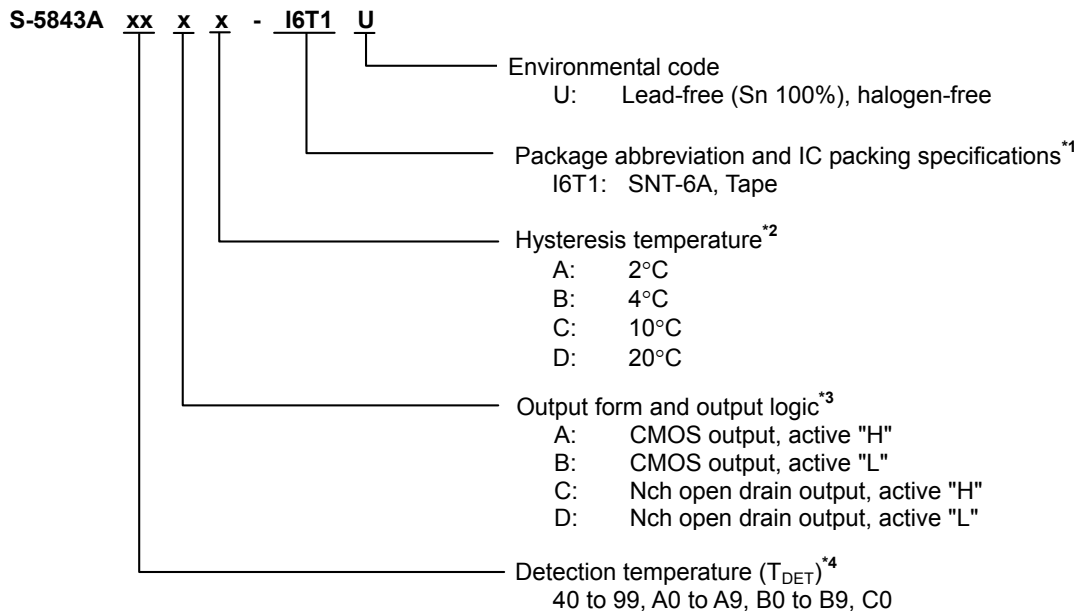 S-5843A xx x x - I6T1 U
Environmental code
U: Lead-free (Sn 100%), halogen-free
Package abbreviation and IC packing specifications*1
I6T1: SNT-6A, Tape
Hysteresis temperature*2
A: 2°C
B: 4°C
C: 10°C
D: 20°C
Output form and output logic*3
A: CMOS output, active "H"
B: CMOS output, active "L"
C: Nch open drain output, active "H"
D: Nch open drain output, active "L"
Detection temperature (TDET)*4
40 to 99, A0 to A9, B0 to B9, C0